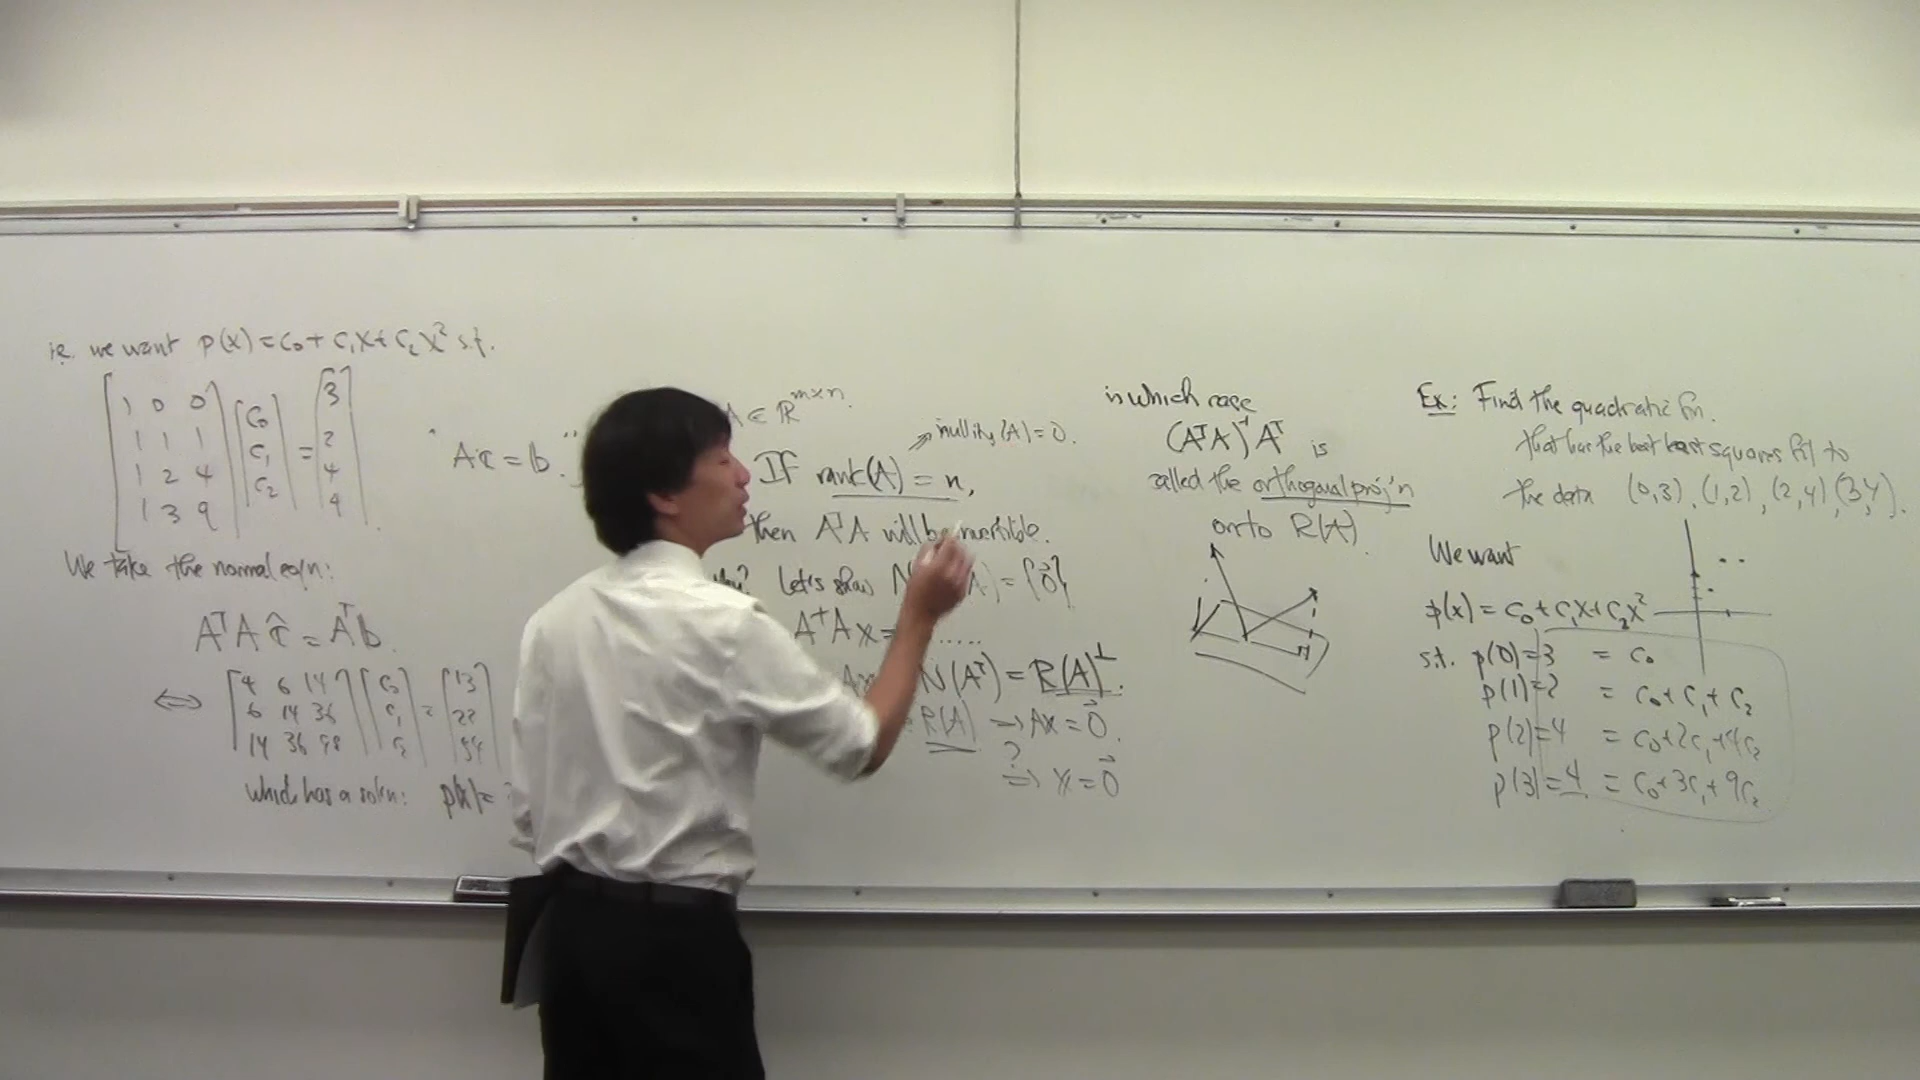 i.e. we want p(x) = c₀ + c₁x + c₂x² s.t.
[1 0 0] [c₀] = [3]
[1 1 1] [c₁] [2]
[1 2 4] [c₂] [4]
[1 3 9] [4].
"Ac = b."
We take the normal eq'n:
AᵀA ĉ = Aᵀb.
⇔ [4 6 14] [c₀] = [13]
[6 14 36] [c₁] [22]
[14 36 98] [c₂] [54]
which has a sol'n: p(x) =
A ∈ ℝᵐˣⁿ.
⇒ nullity(A) = 0.
If rank(A) = n,
then AᵀA will be invertible.
Let's show N A) = {0⃗}
AᵀAx = .....
Ax N(Aᵀ) = R(A)^⊥.
R(A) → Ax = 0⃗.
?
⇒ x = 0⃗
in which case
(AᵀA)⁻¹Aᵀ is
called the orthogonal proj'n
onto R(A).
Ex: Find the quadratic fn.
that has the best least squares fit to
the data (0,3), (1,2), (2,4) (3,4).
We want
p(x) = c₀ + c₁x + c₂x²
s.t. p(0) = 3 = c₀
p(1) = 2 = c₀ + c₁ + c₂
p(2) = 4 = c₀ + 2c₁ + 4c₂
p(3) = 4 = c₀ + 3c₁ + 9c₂